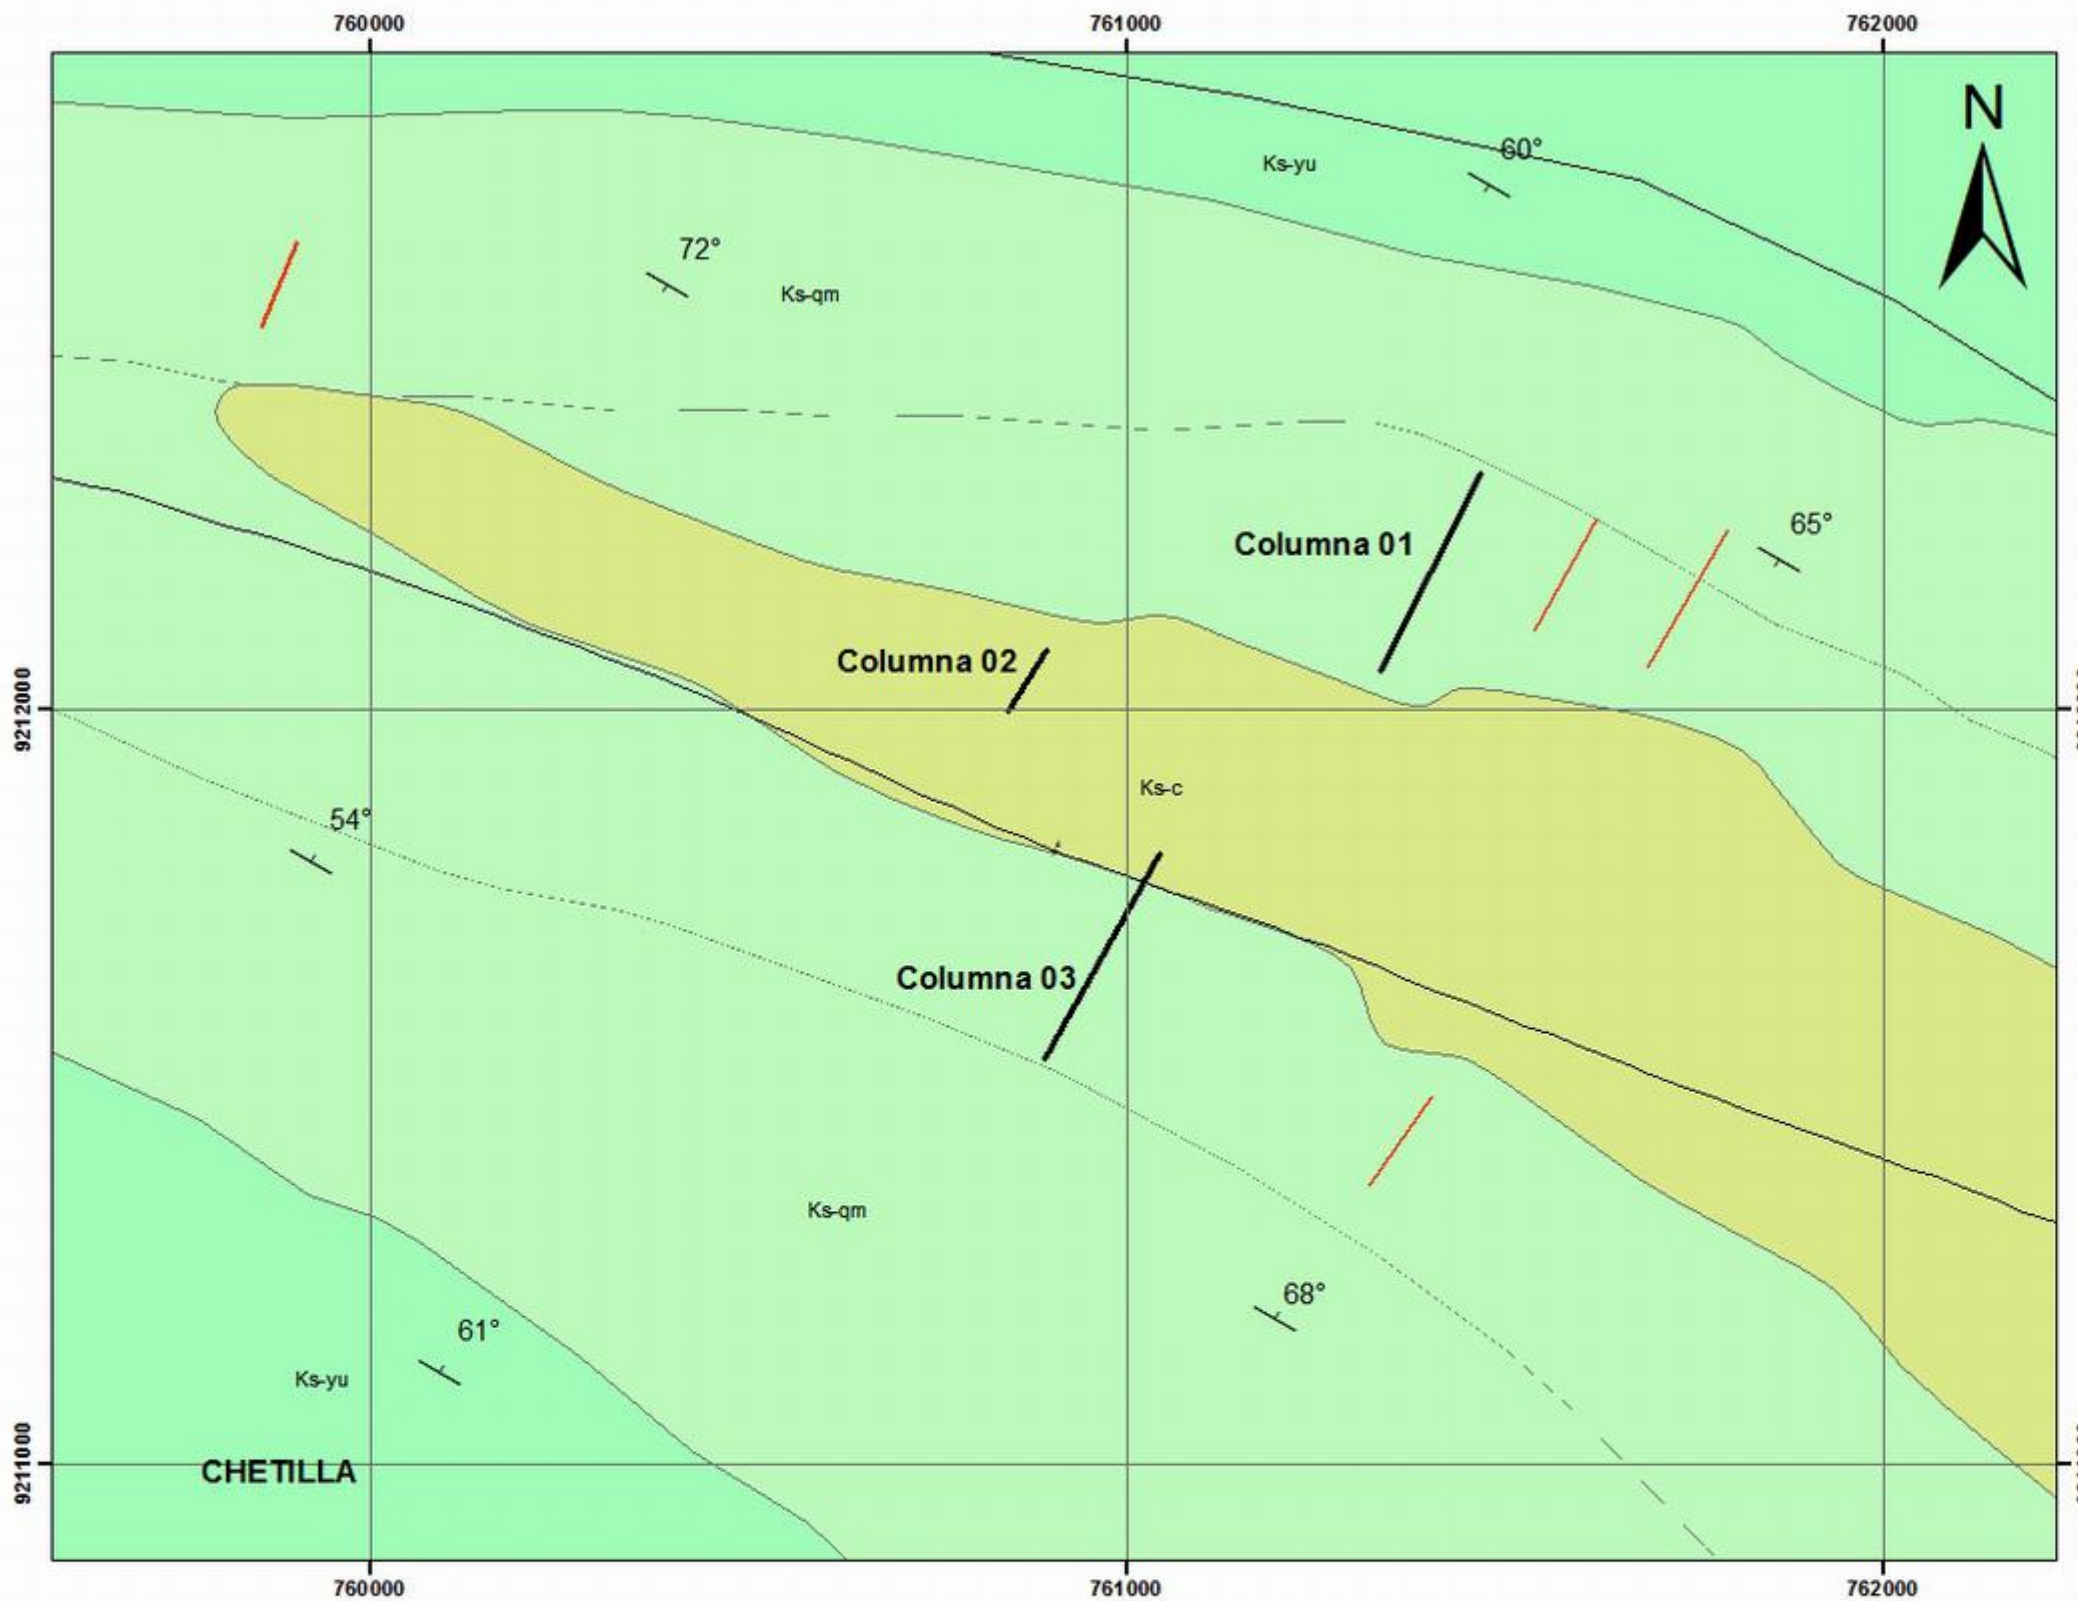 760000 761000 762000
N
60°
Ks-yu
72°
Ks-qm
65°
Columna 01
Columna 02
9212000
Ks-c
54°
Columna 03
Ks-qm
68°
61°
Ks-yu
9211000
CHETILLA
760000 761000 762000